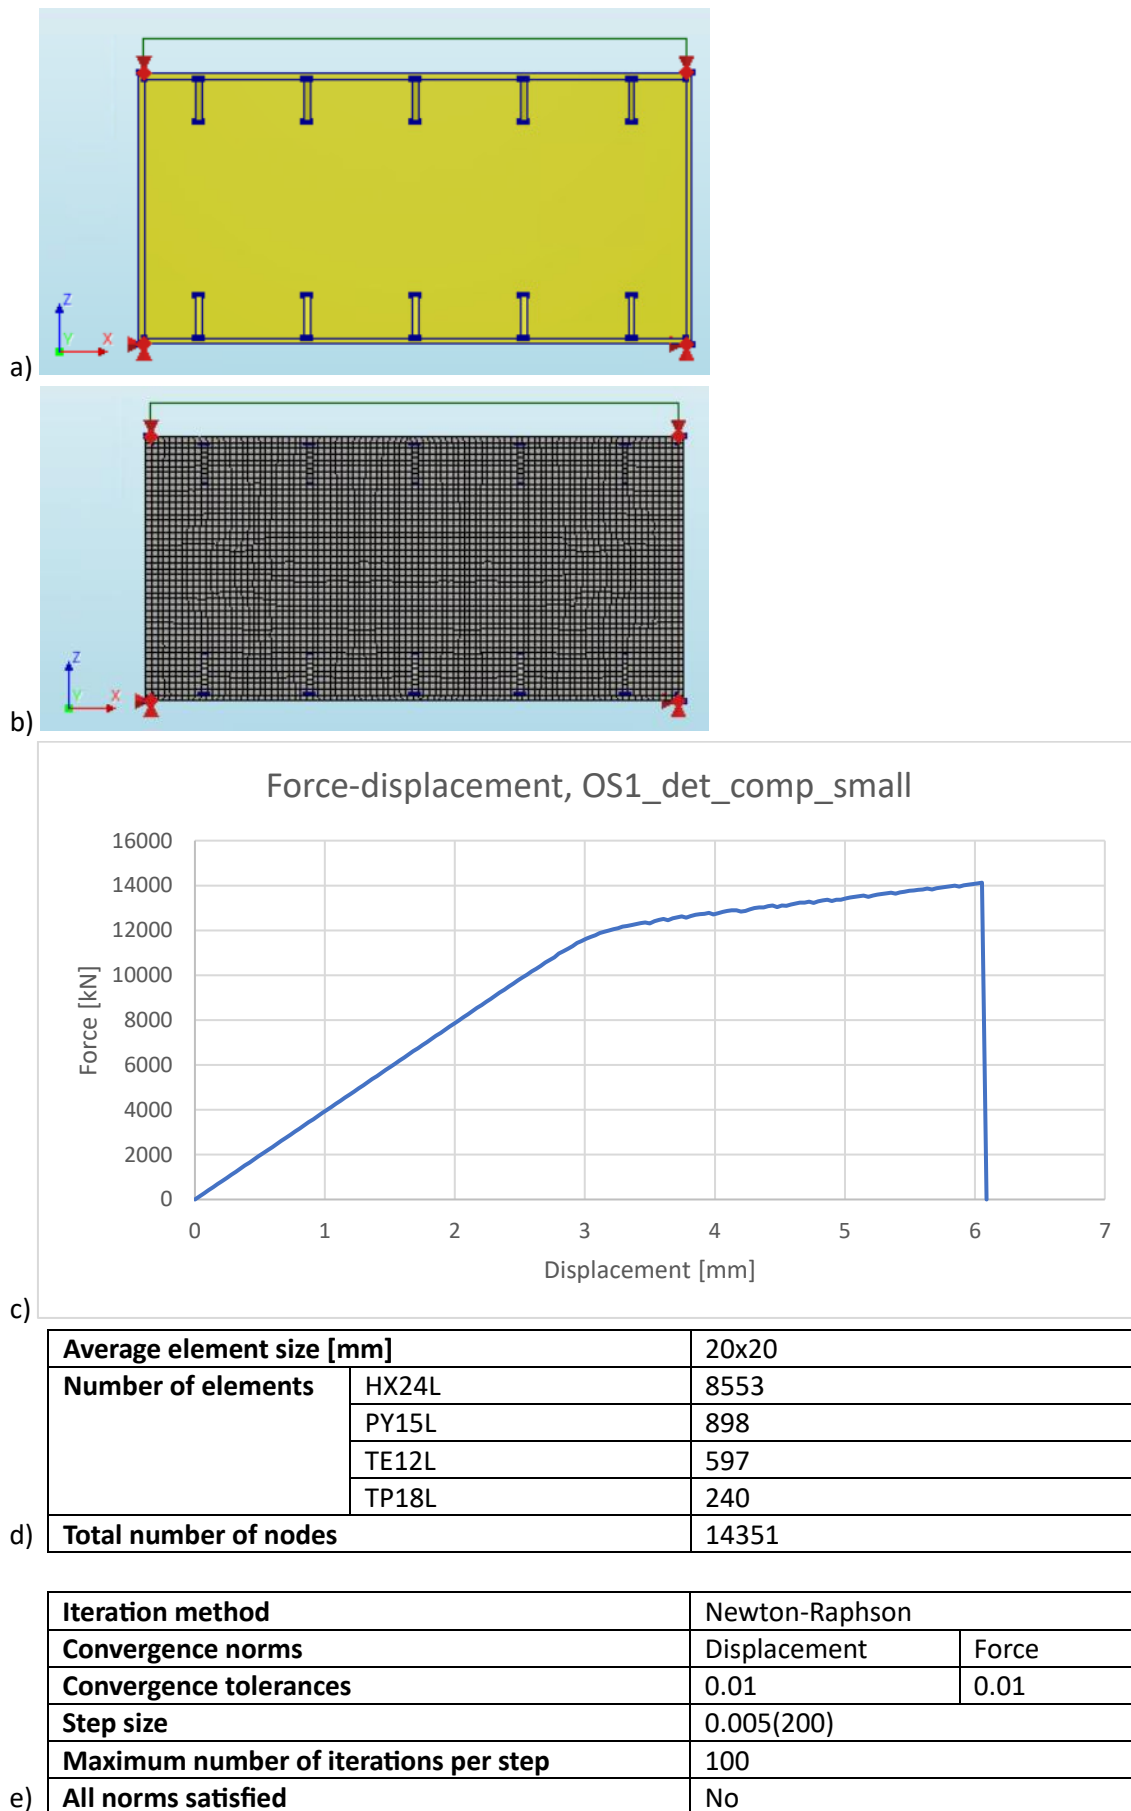 Z
Y X
a)
Z
Y X
b)
Force-displacement, OS1_det_comp_small
16000
14000
12000
10000
8000
6000
4000
2000
0
Force [kN]
0 1 2 3 4 5 6 7
Displacement [mm]
c)
Average element size [mm] 20x20
Number of elements HX24L 8553
PY15L 898
TE12L 597
TP18L 240
d) Total number of nodes 14351
Iteration method Newton-Raphson
Convergence norms Displacement Force
Convergence tolerances 0.01 0.01
Step size 0.005(200)
Maximum number of iterations per step 100
e) All norms satisfied No